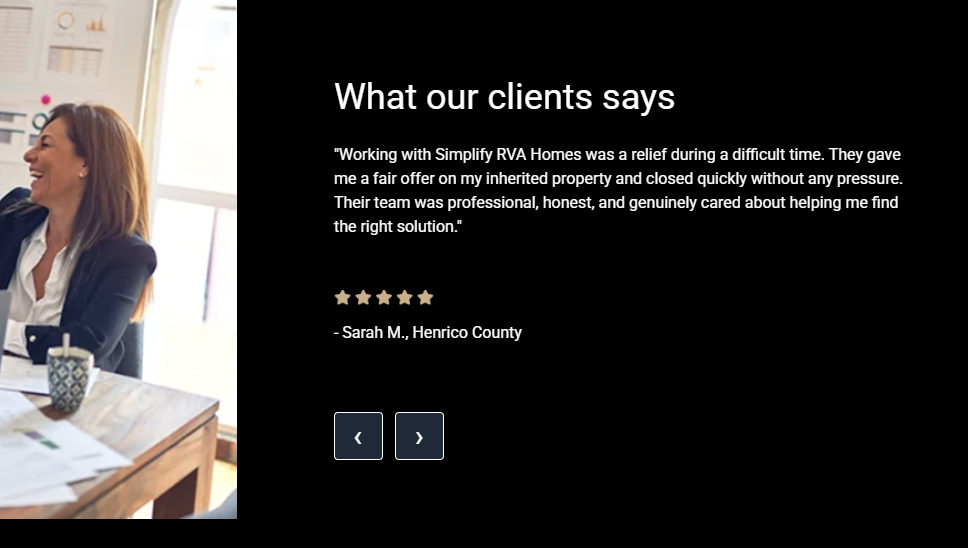 What our clients says
"Working with Simplify RVA Homes was a relief during a difficult time. They gave
me a fair offer on my inherited property and closed quickly without any pressure.
Their team was professional, honest, and genuinely cared about helping me find
the right solution."
- Sarah M., Henrico County